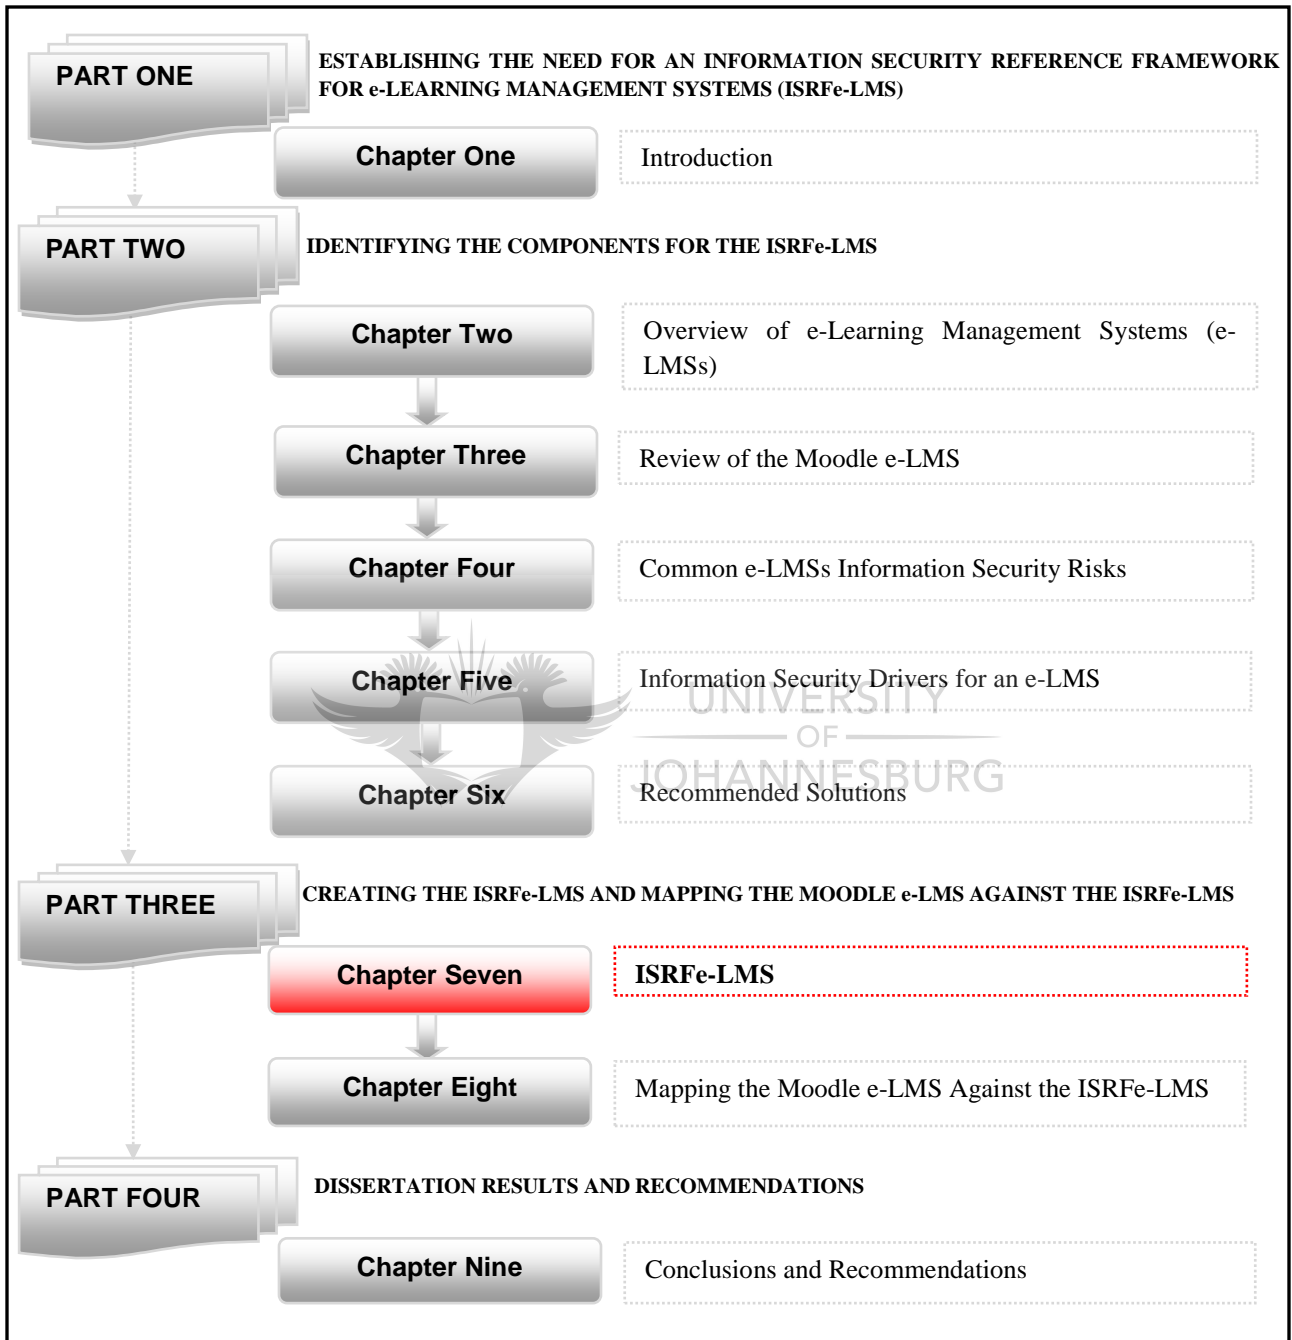 PART ONE
ESTABLISHING THE NEED FOR AN INFORMATION SECURITY REFERENCE FRAMEWORK
FOR e-LEARNING MANAGEMENT SYSTEMS (ISRFe-LMS)
Chapter One
Introduction
PART TWO
IDENTIFYING THE COMPONENTS FOR THE ISRFe-LMS
Chapter Two
Overview of e-Learning Management Systems (e-
LMSs)
Chapter Three
Review of the Moodle e-LMS
Chapter Four
Common e-LMSs Information Security Risks
Chapter Five
Information Security Drivers for an e-LMS
UNIVERSITY
OF
JOHANNESBURG
Chapter Six
Recommended Solutions
PART THREE
CREATING THE ISRFe-LMS AND MAPPING THE MOODLE e-LMS AGAINST THE ISRFe-LMS
Chapter Seven
ISRFe-LMS
Chapter Eight
Mapping the Moodle e-LMS Against the ISRFe-LMS
PART FOUR
DISSERTATION RESULTS AND RECOMMENDATIONS
Chapter Nine
Conclusions and Recommendations